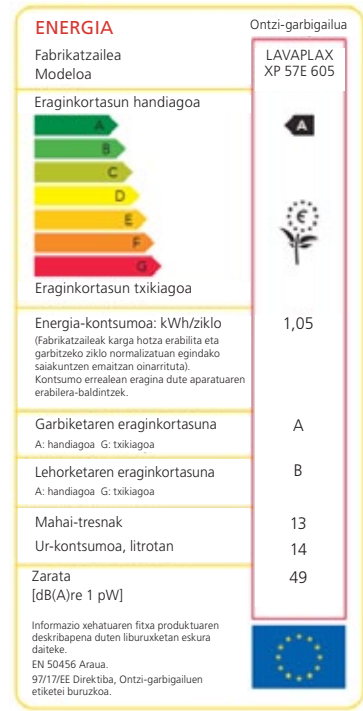 ENERGIA
Ontzi-garbigailua
Fabrikatzailea
Modeloa
LAVAPLAX
XP 57E 605
Eraginkortasun handiagoa
A
A
B
C
D
E
F
G
€
Eraginkortasun txikiagoa
Energia-kontsumoa: kWh/ziklo
1,05
(Fabrikatzaileak karga hotza erabilita eta
garbitzeko ziklo normalizatuan egindako
saiakuntzen emaitzan oinarrituta).
Kontsumo errealean eragina dute aparatuaren
erabilera-baldintzek.
Garbiketaren eraginkortasuna
A
A: handiagoa G: txikiagoa
Lehorketaren eraginkortasuna
B
A: handiagoa G: txikiagoa
Mahai-tresnak
13
Ur-kontsumoa, litrotan
14
Zarata
49
[dB(A)re 1 pW]
Informazio xehatuaren fitxa produktuaren
deskribapena duten liburuxketan eskura
daiteke.
EN 50456 Araua.
97/17/EE Direktiba, Ontzi-garbigailuen
etiketei buruzkoa.